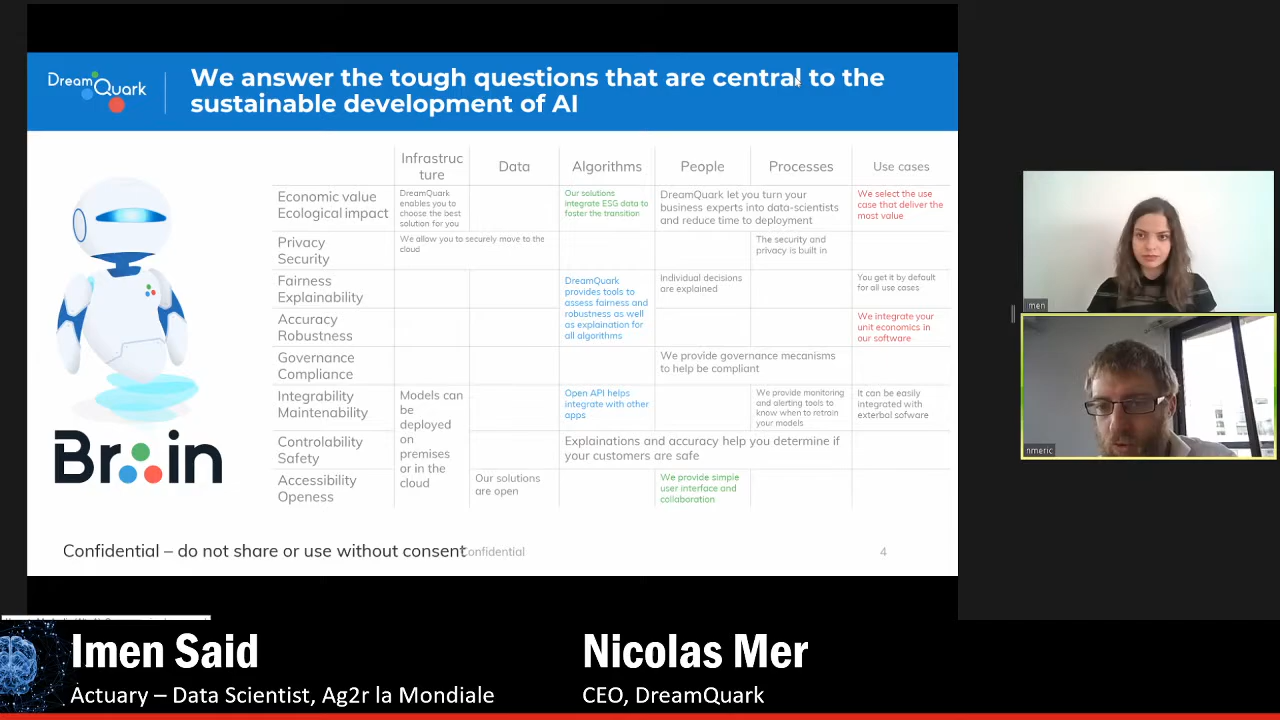 DreamQuark
We answer the tough questions that are central to the
sustainable development of AI
Infrastruc
ture
Data
Algorithms
People
Processes
Use cases
Economic value
Ecological impact
DreamQuark
enables you to
choose the best
solution for you
Our solutions
integrate ESG data to
foster the transition
DreamQuark let you turn your
business experts into data-scientists
and reduce time to deployment
We select the use
case that deliver the
most value
Privacy
Security
We allow you to securely move to the
cloud
The security and
privacy is built in
Fairness
Explainability
DreamQuark
provides tools to
assess fairness and
robustness as well
as explaination for
all algorithms
Individual decisions
are explained
You get it by default
for all use cases
Accuracy
Robustness
We integrate your
unit economics in
our software
Governance
Compliance
We provide governance mecanisms
to help be compliant
Integrability
Maintenability
Models can
be
deployed
on
premises
or in the
cloud
Open API helps
integrate with other
apps
We provide monitoring
and alerting tools to
know when to retrain
your models
It can be easily
integrated with
exterbal sofware
Controlability
Safety
Explainations and accuracy help you determine if
your customers are safe
Accessibility
Openess
Our solutions
are open
We provide simple
user interface and
collaboration
Brain
Confidential – do not share or use without consent
onfidential
4
men
nmeric
Imen Said
Actuary – Data Scientist, Ag2r la Mondiale
Nicolas Mer
CEO, DreamQuark